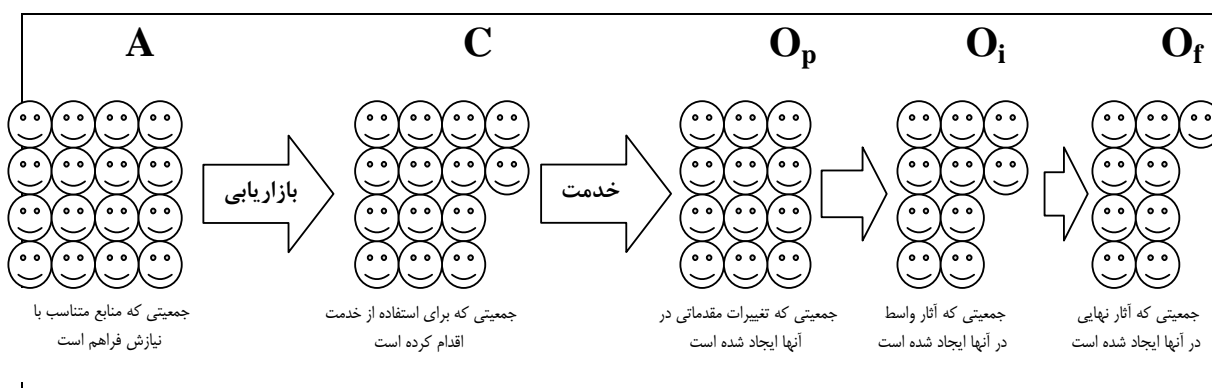 A C Op Oi Of
بازاریابی
خدمت
جمعیتی که منابع متناسب با
نیازش فراهم است
جمعیتی که برای استفاده از خدمت
اقدام کرده است
جمعیتی که تغییرات مقدماتی در
آنها ایجاد شده است
جمعیتی که آثار واسط
در آنها ایجاد شده است
جمعیتی که آثار نهایی
در آنها ایجاد شده است